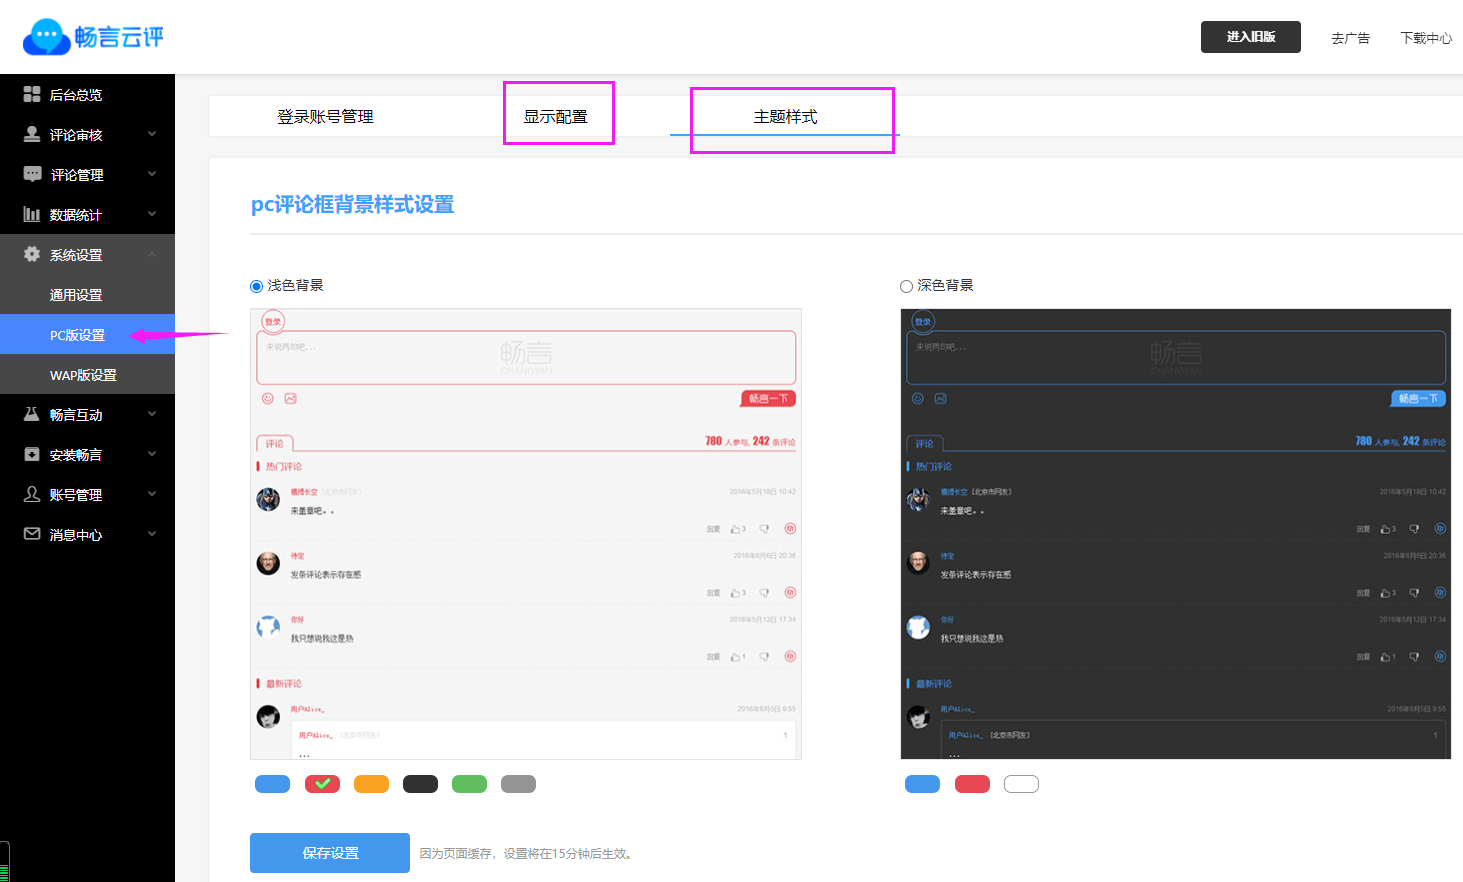 畅言云评
进入旧版
去广告
下载中心
后台总览
评论审核
评论管理
数据统计
系统设置
通用设置
PC版设置
WAP版设置
畅言互动
安装畅言
账号管理
消息中心
登录账号管理
显示配置
主题样式
pc评论框背景样式设置
浅色背景
登录
来说两句吧...
畅言
CHANGYAN
畅言一下
评论
780 人参与, 242 条评论
热门评论
[北京市网友]
2016年5月18日 10:42
来盖章吧。。
回复 3
待定
2016年6月6日 20:36
发条评论表示存在感
回复 3
你好
2016年5月12日 17:34
我只想说我这是热
回复 1
最新评论
用户Alice_
2016年8月5日 9:55
用户Alice_ [北京市网友]
1
...
深色背景
登录
来说两句吧...
畅言
CHANGYAN
畅言一下
评论
780 人参与, 242 条评论
热门评论
[北京市网友]
2016年5月18日 10:42
来盖章吧。。
回复 3
待定
2016年6月6日 20:36
发条评论表示存在感
回复 3
你好
2016年5月12日 17:34
我只想说我这是热
回复 1
最新评论
用户Alice_
2016年8月5日 9:55
用户Alice_ [北京市网友]
1
...
保存设置
因为页面缓存，设置将在15分钟后生效。